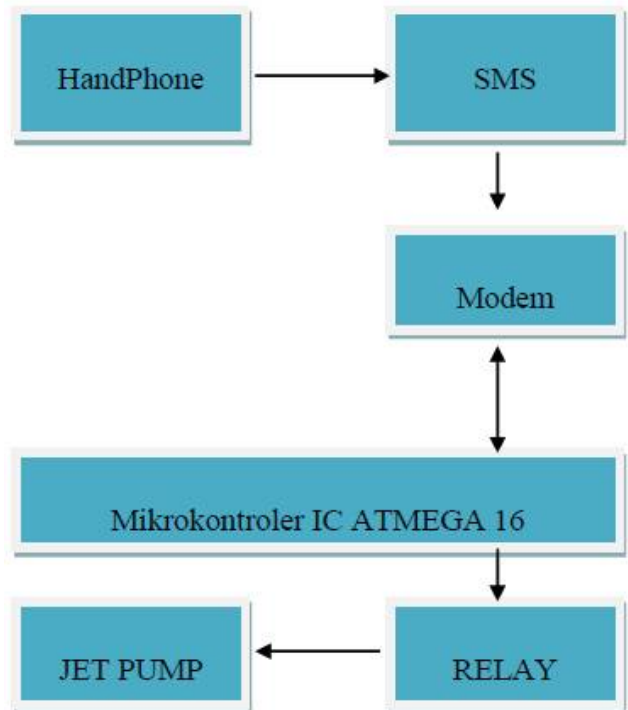 HandPhone
SMS
Modem
Mikrokontroler IC ATMEGA 16
JET PUMP
RELAY